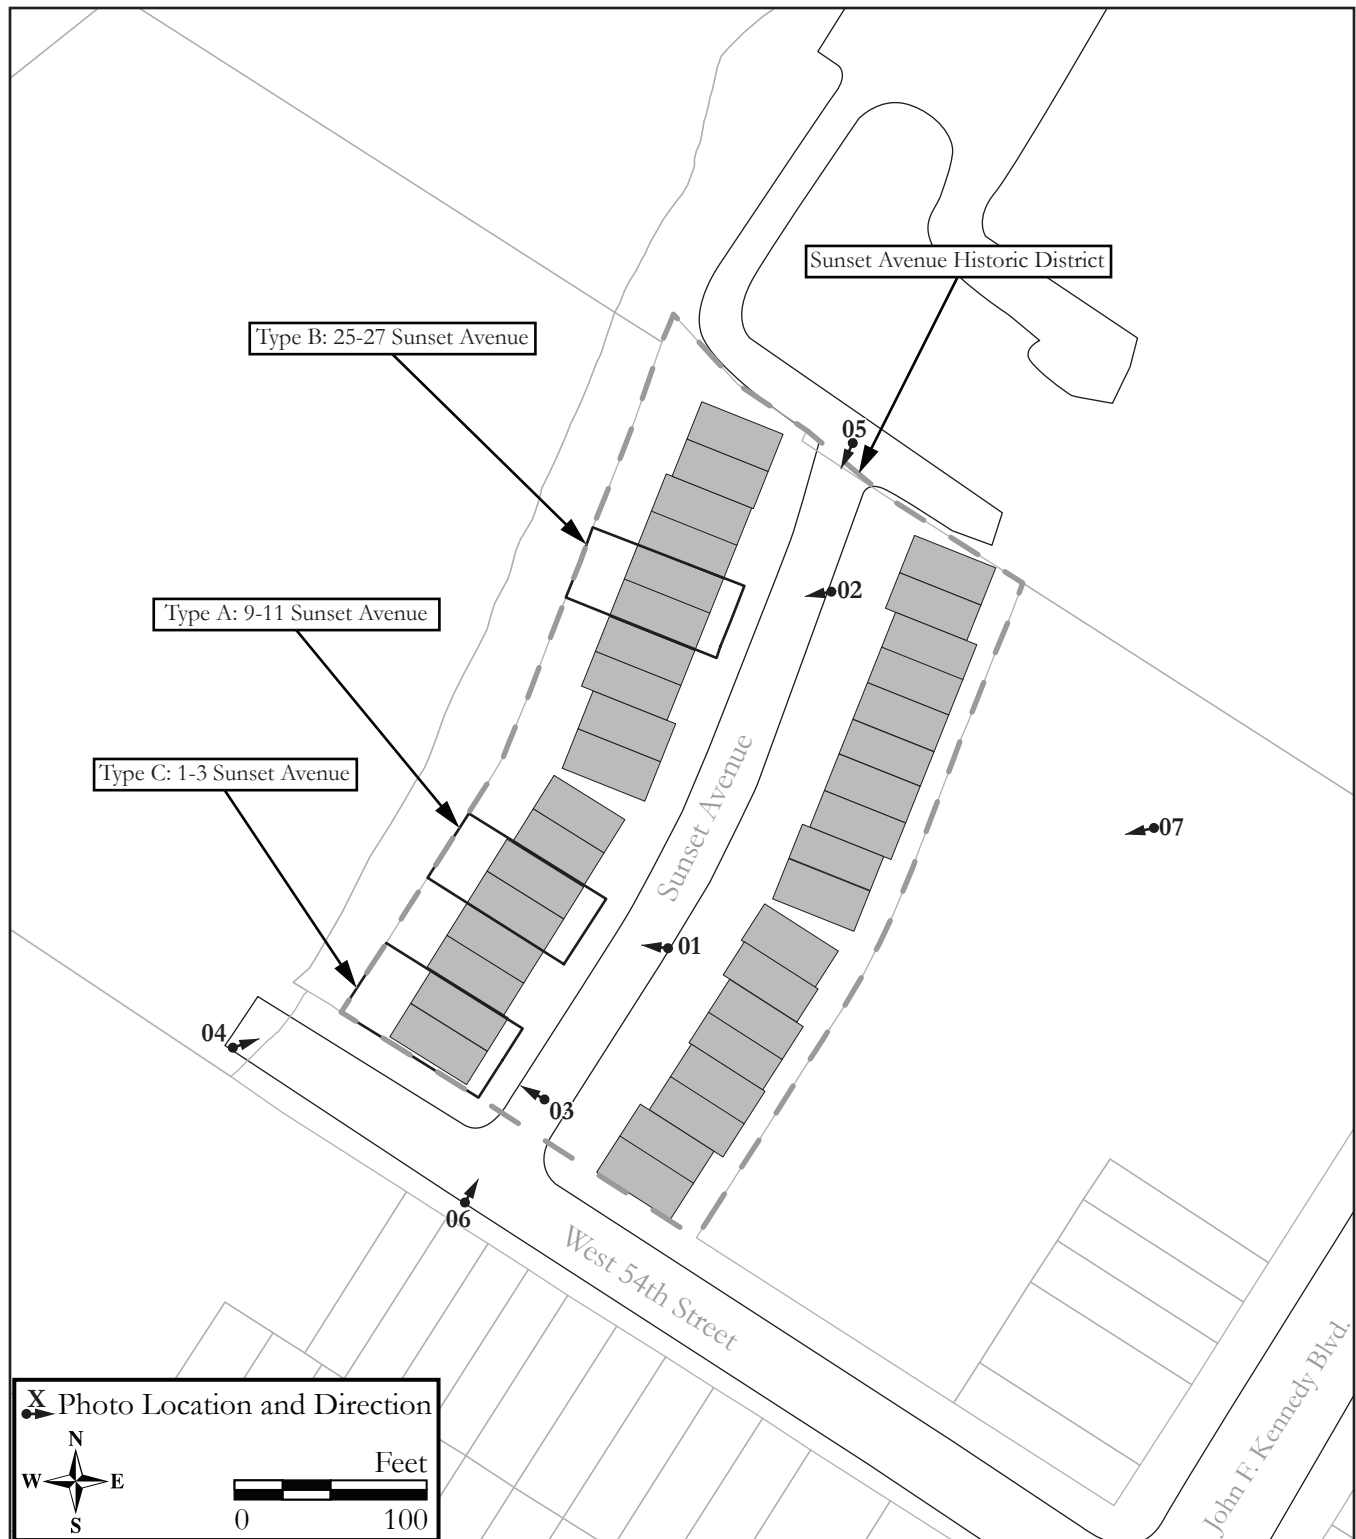 Sunset Avenue Historic District
Type B: 25-27 Sunset Avenue
05
02
Type A: 9-11 Sunset Avenue
Type C: 1-3 Sunset Avenue
Sunset Avenue
07
01
04
03
06
West 54th Street
John F. Kennedy Blvd.
X
Photo Location and Direction
N
W E
S
Feet
0 100